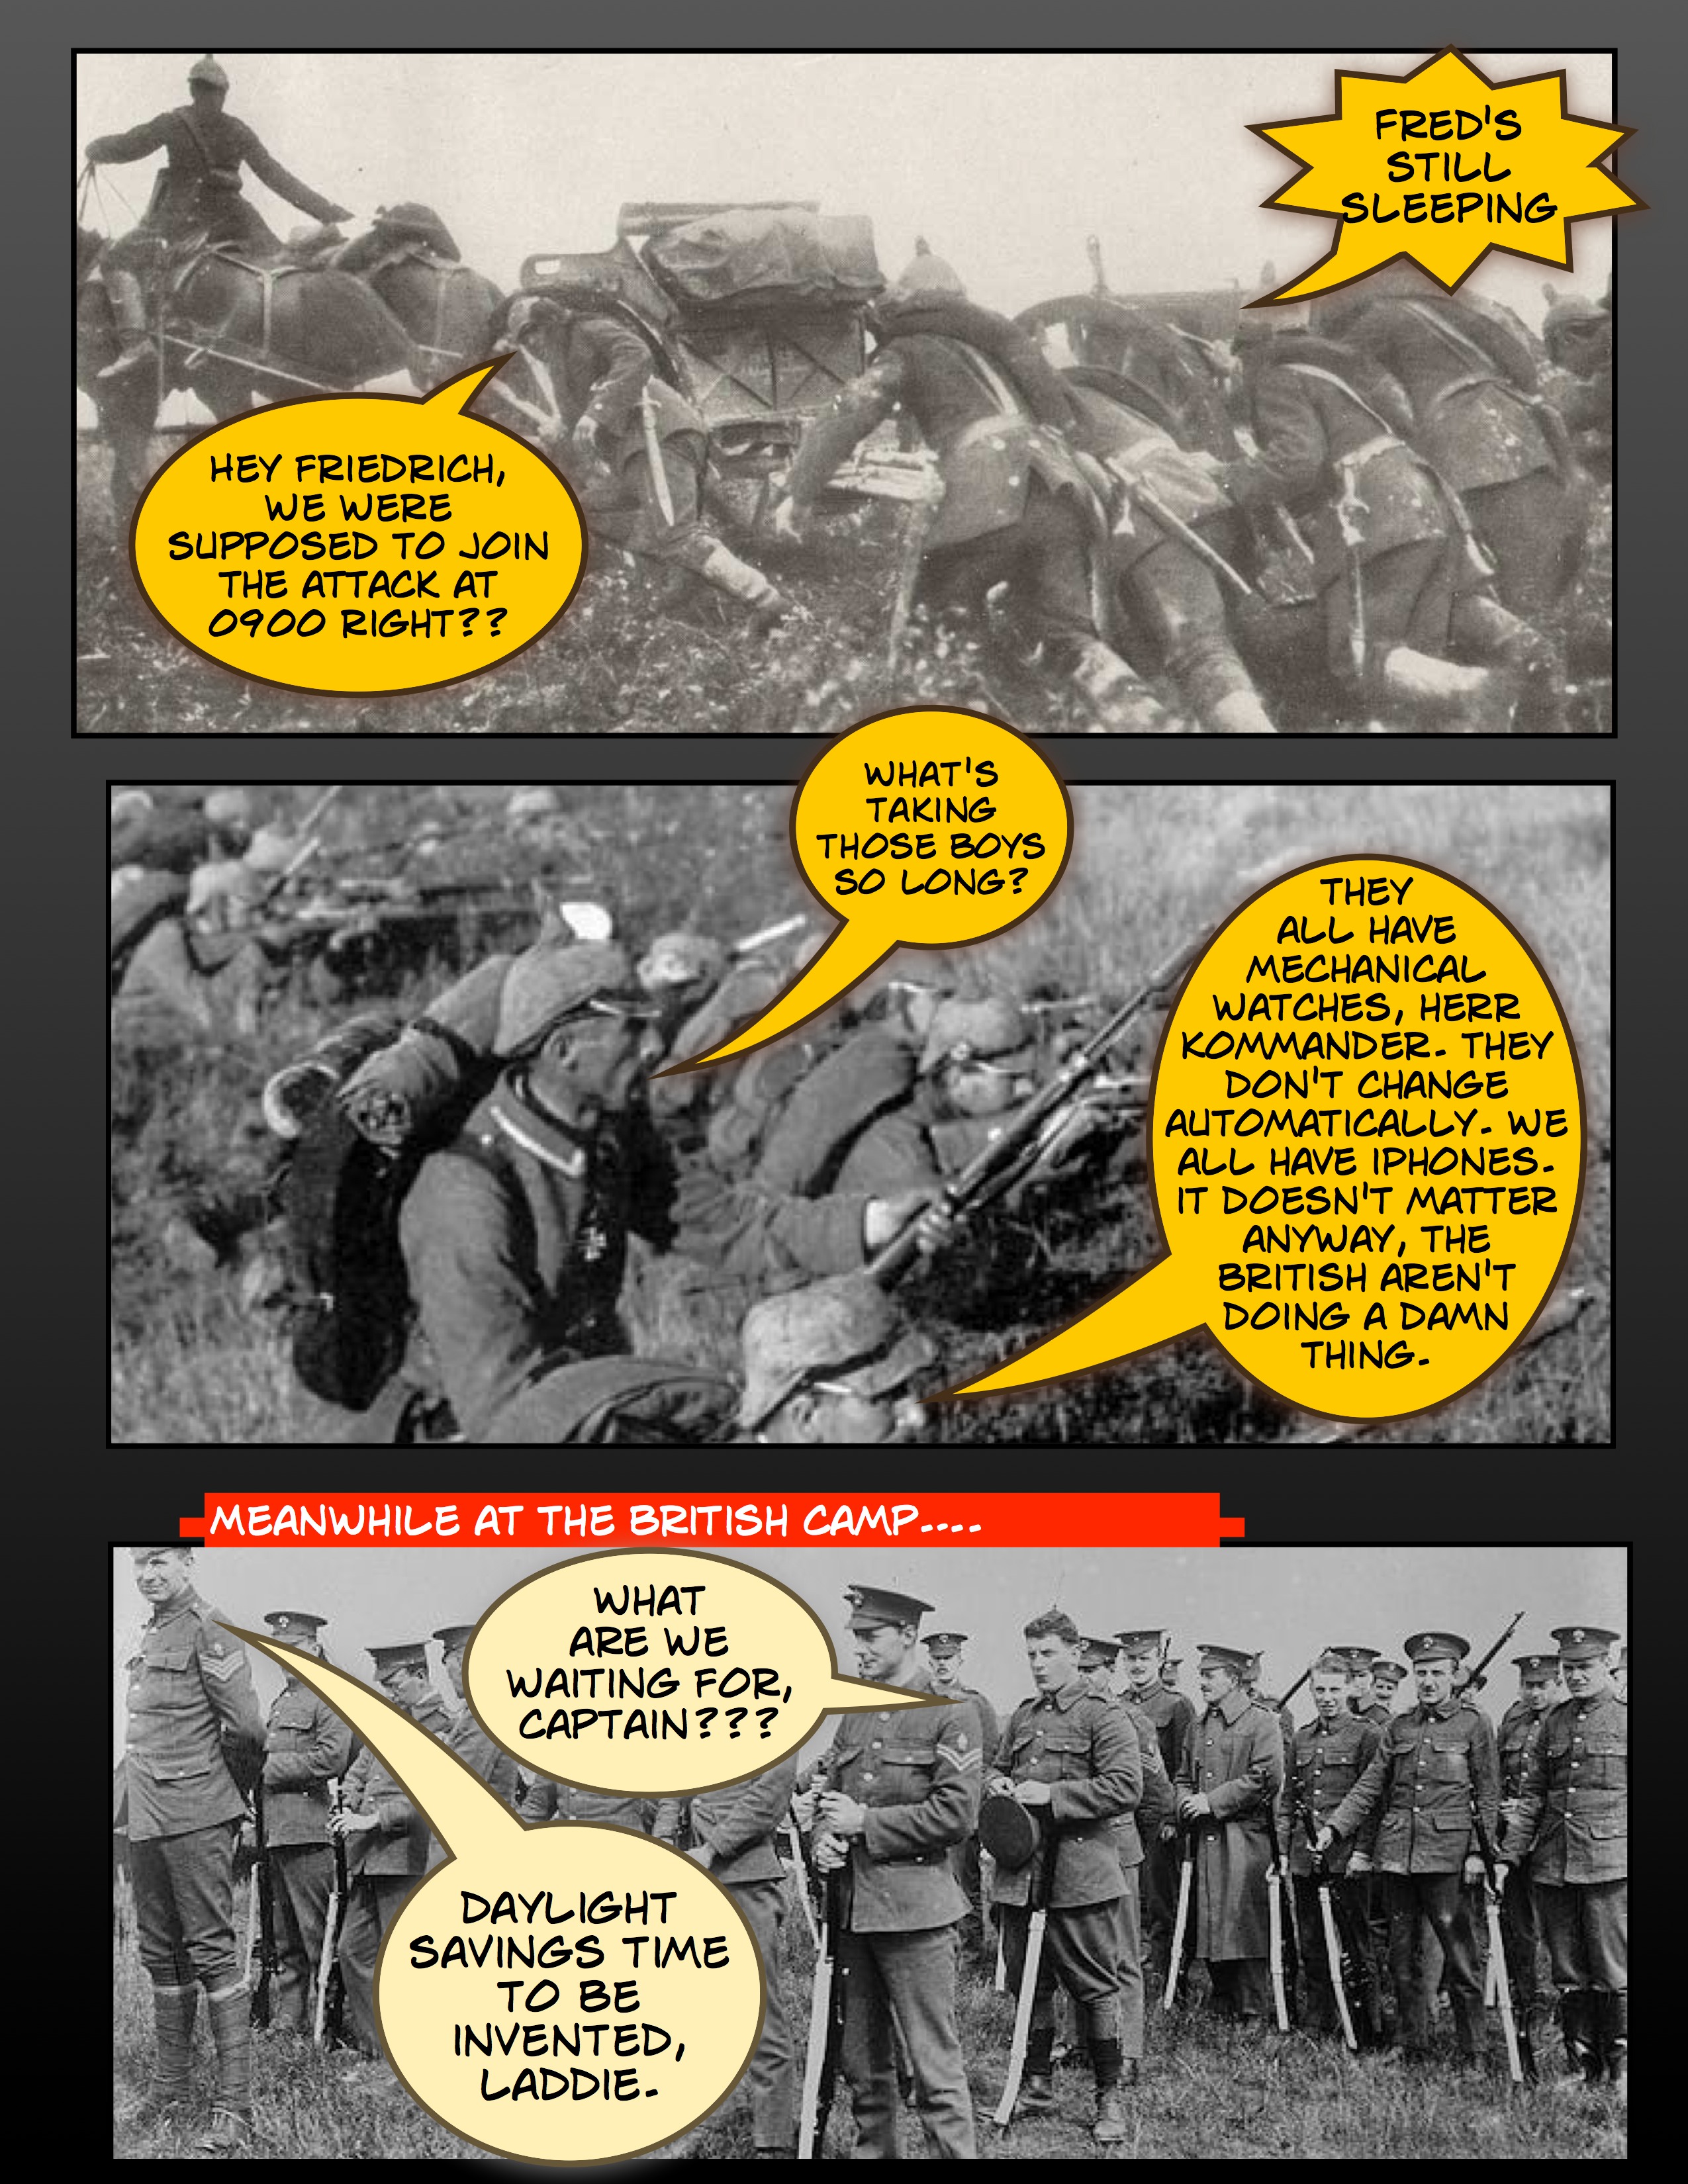 FRED'S
STILL
SLEEPING
HEY FRIEDRICH,
WE WERE
SUPPOSED TO JOIN
THE ATTACK AT
0900 RIGHT??
WHAT'S
TAKING
THOSE BOYS
SO LONG?
THEY
ALL HAVE
MECHANICAL
WATCHES, HERR
KOMMANDER. THEY
DON'T CHANGE
AUTOMATICALLY. WE
ALL HAVE IPHONES.
IT DOESN'T MATTER
ANYWAY, THE
BRITISH AREN'T
DOING A DAMN
THING.
MEANWHILE AT THE BRITISH CAMP....
WHAT
ARE WE
WAITING FOR,
CAPTAIN???
DAYLIGHT
SAVINGS TIME
TO BE
INVENTED,
LADDIE.